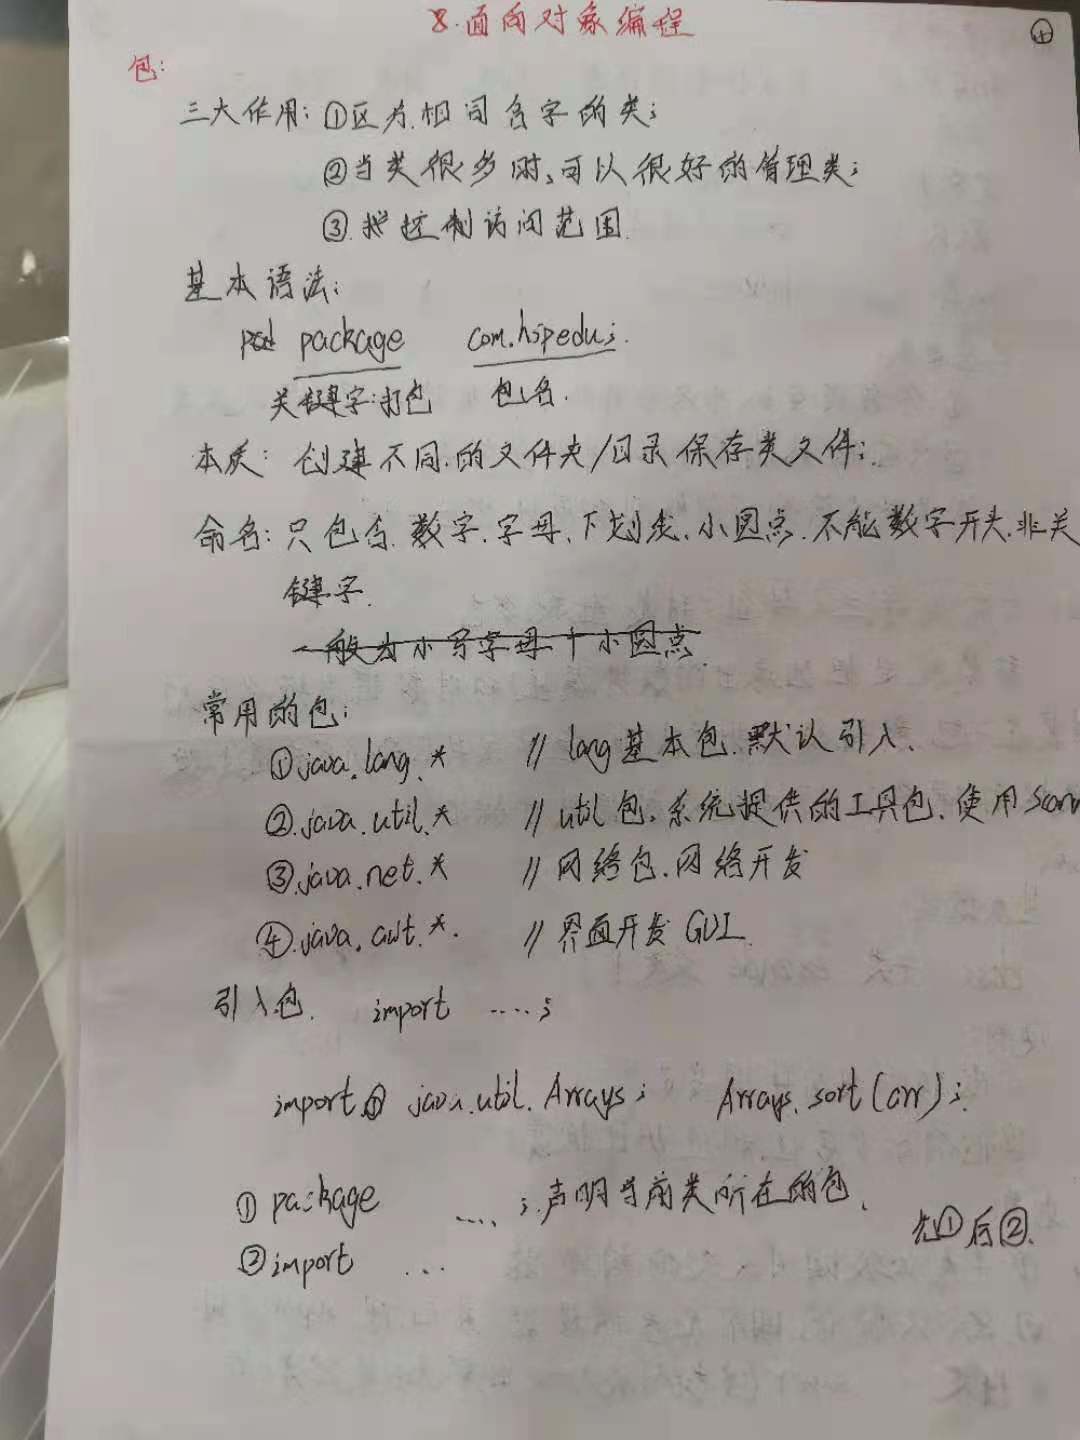 8.面向对象编程
包:
三大作用: ①区分相同名字的类;
②当类很多时,可以很好的管理类;
③.控制访问范围.
基本语法:
package com.hspedu;
关键字:打包 包名.
本质: 创建不同的文件夹/目录保存类文件;
命名: 只包含.数字.字母、下划线、小圆点.不能数字开头.非关
键字.
一般为小写字母+小圆点.
常用的包:
①java.lang.* // lang基本包.默认引入.
②.java.util.* // util包,系统提供的工具包.使用Scann
③.java.net.* // 网络包.网络开发
④.java.awt.*. // 界面开发 GUI.
引入包. import ....;
import java.util.Arrays; Arrays.sort(arr);
① package ....;声明当前类所在的包.
②import ... 先①后②.